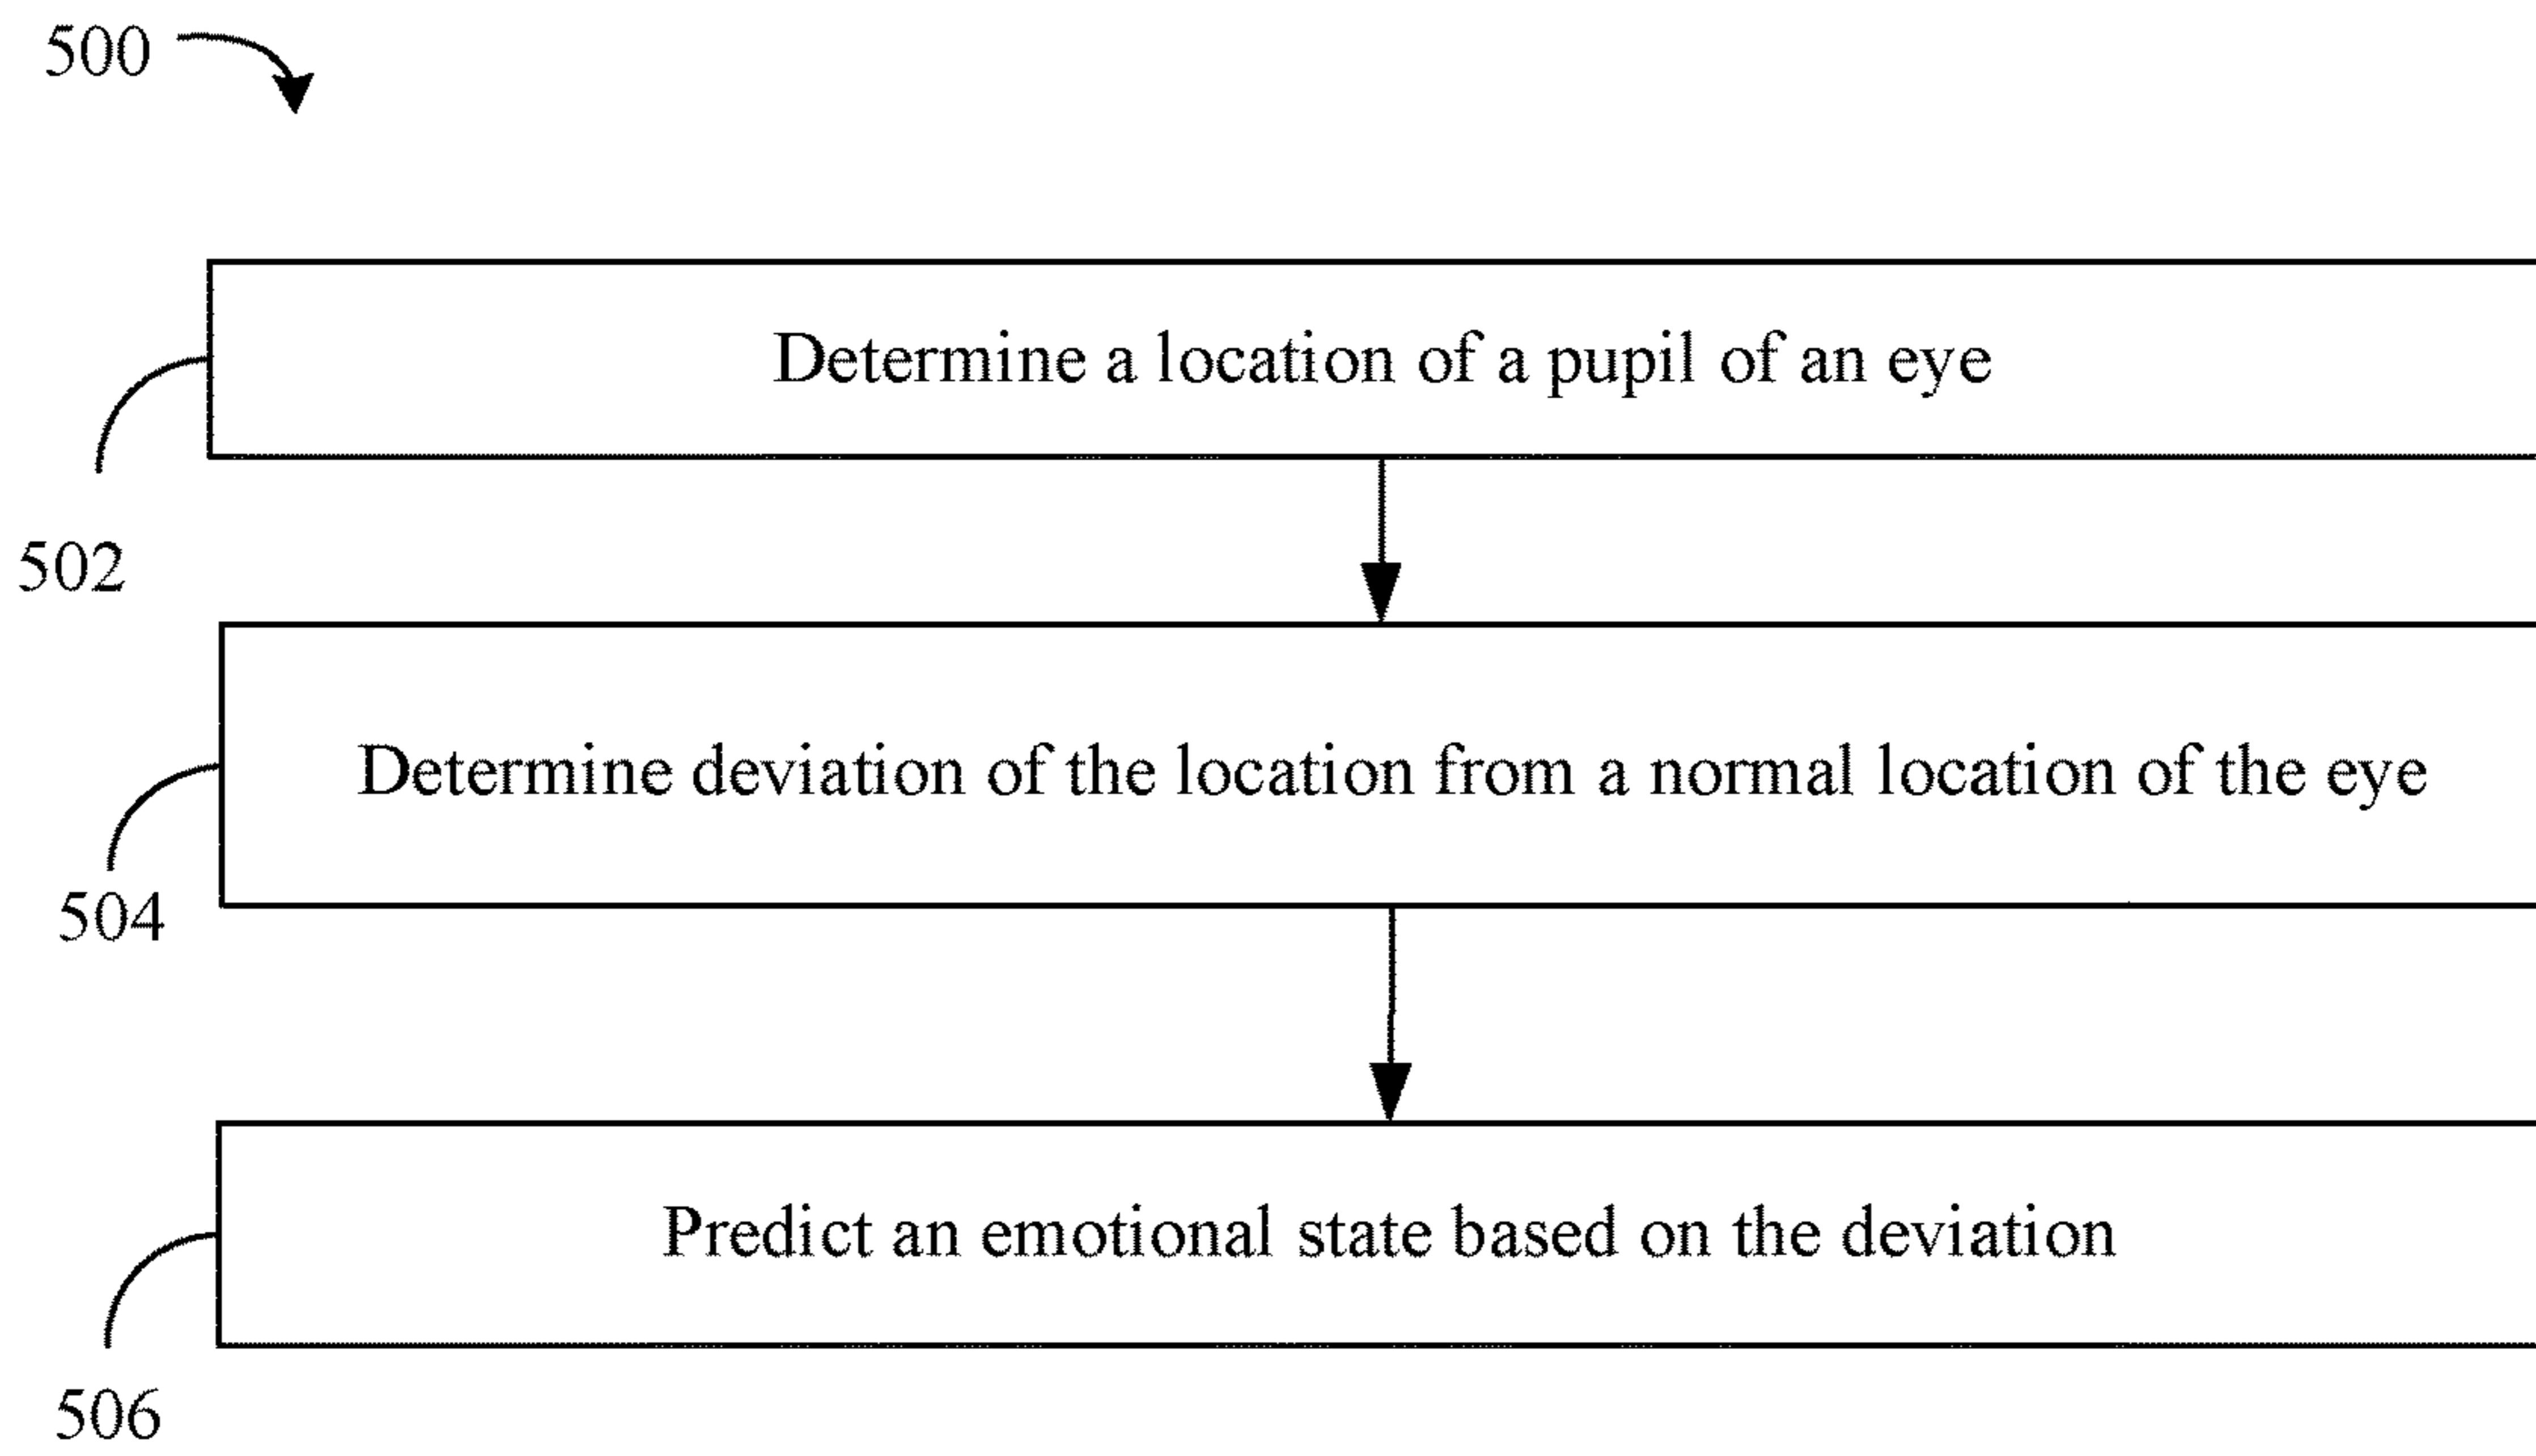 500
Determine a location of a pupil of an eye
502
Determine deviation of the location from a normal location of the eye
504
Predict an emotional state based on the deviation
506